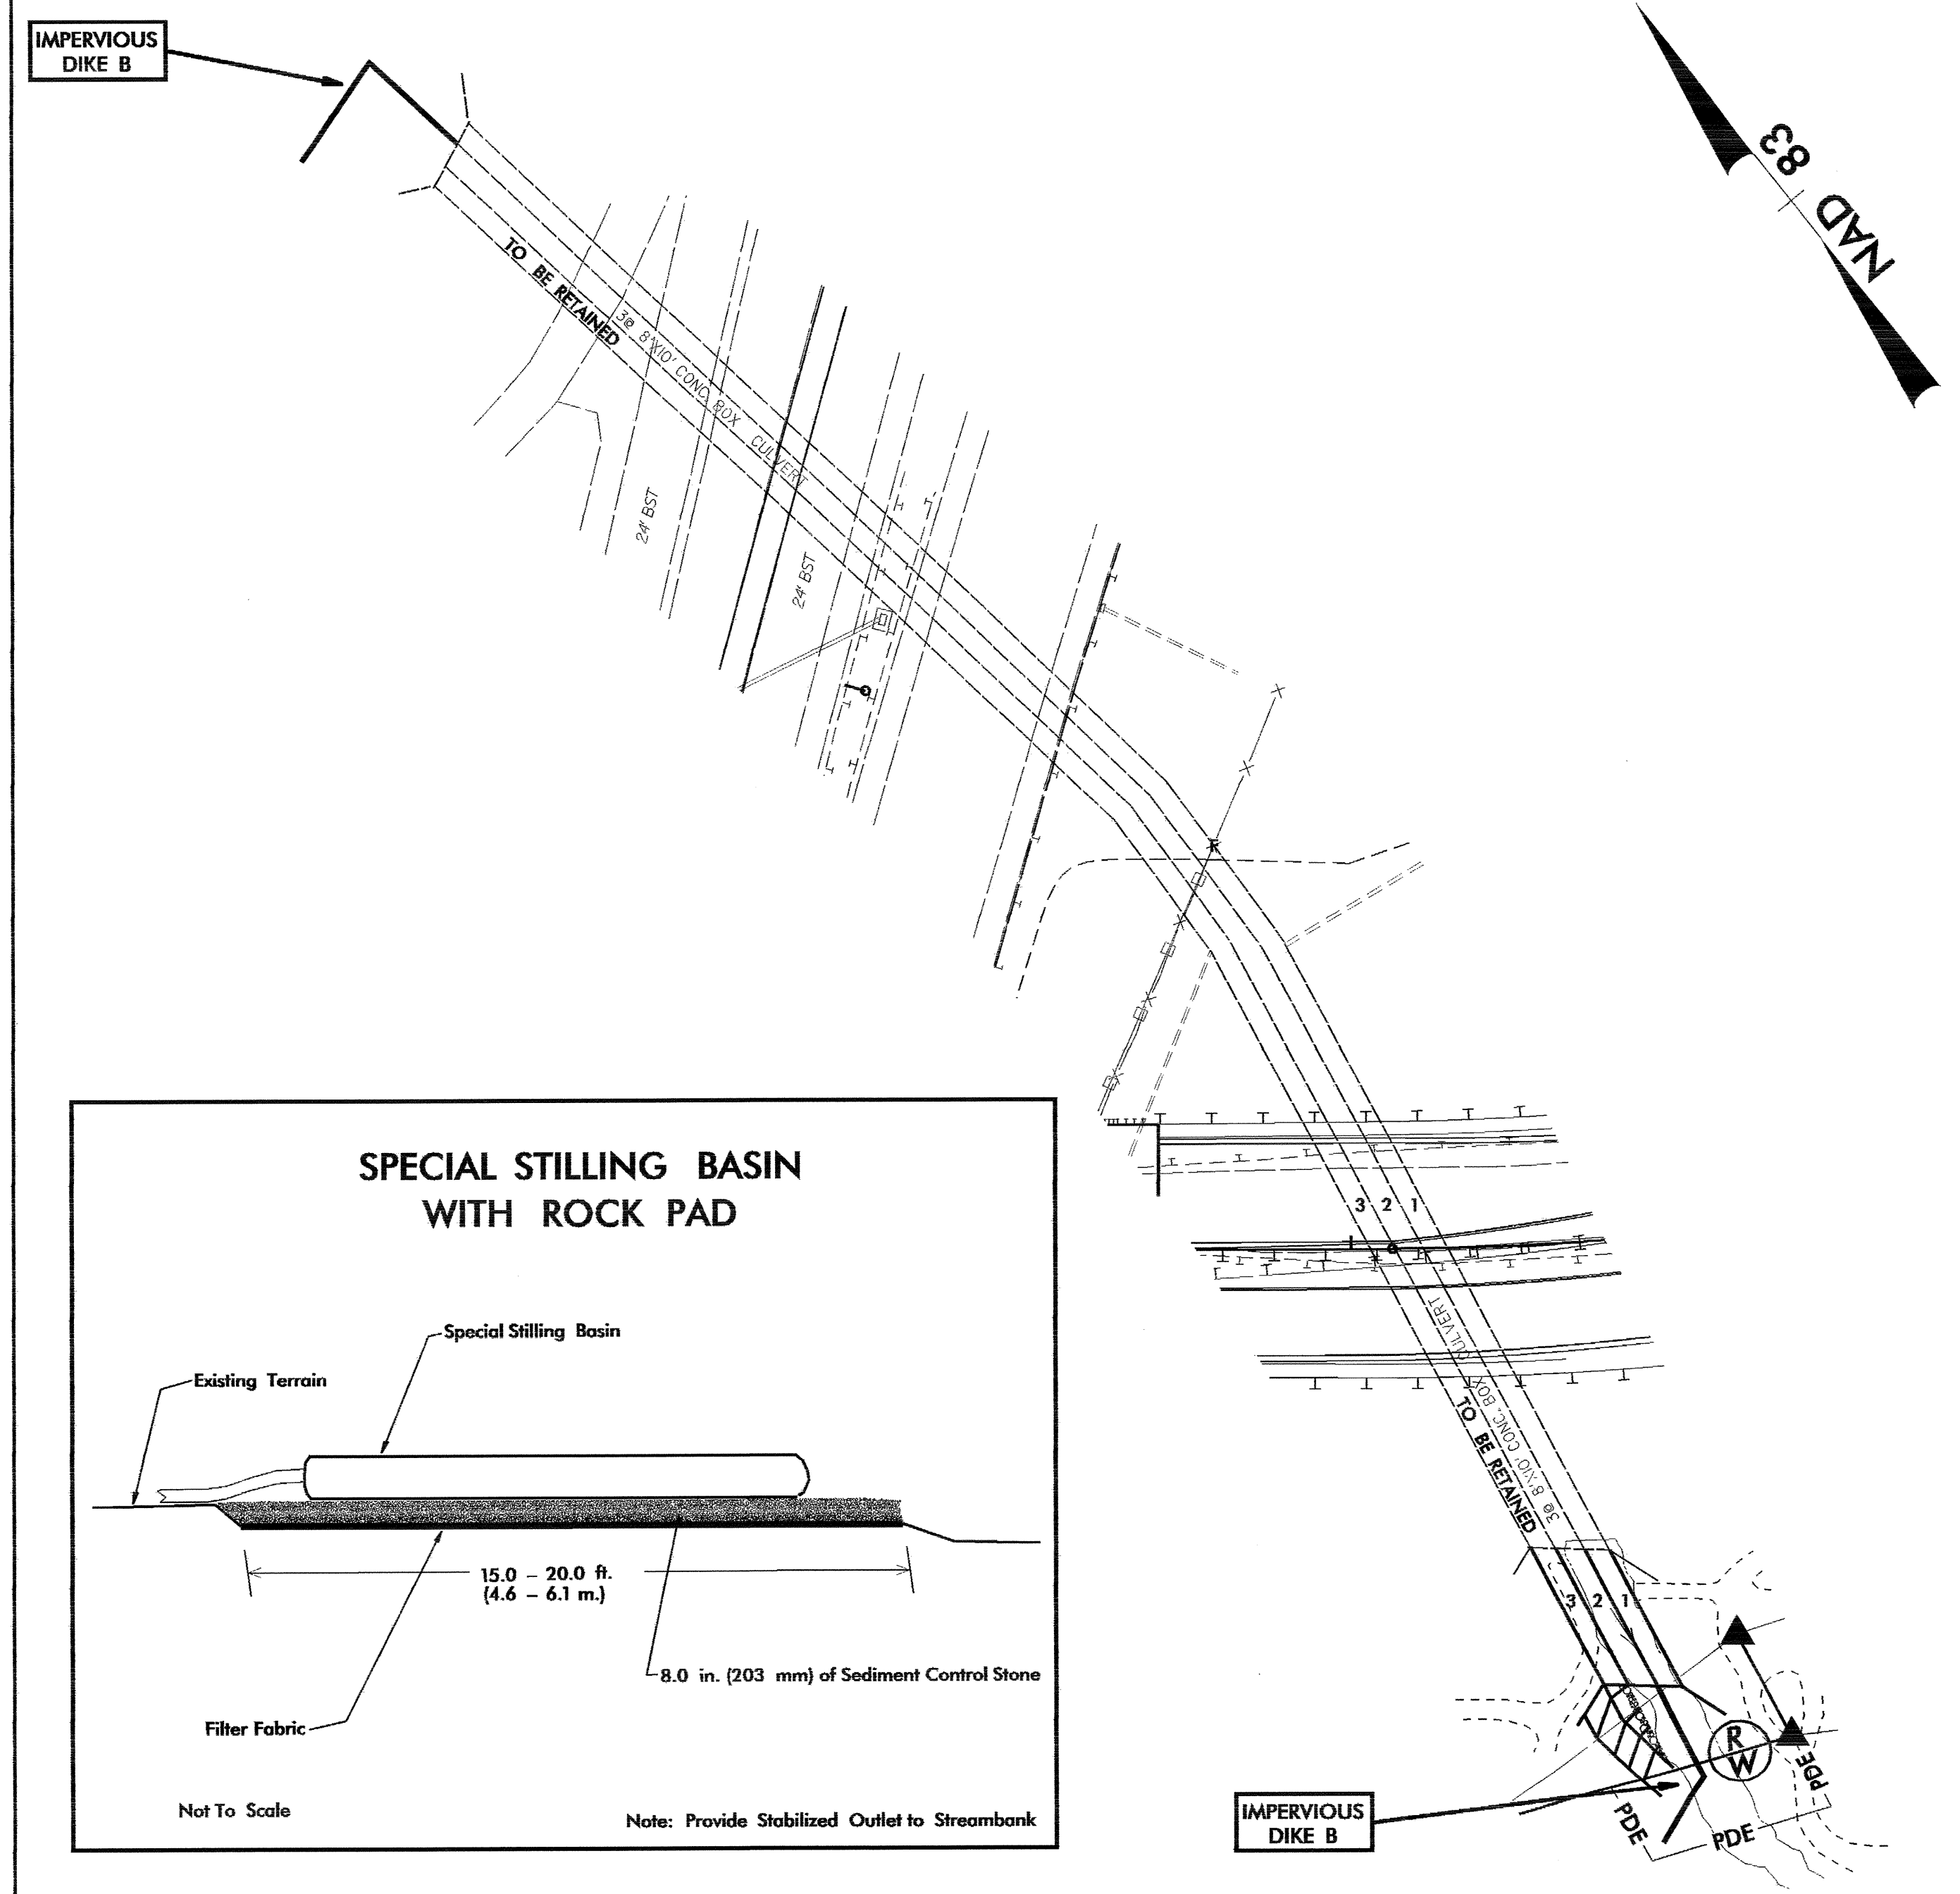 IMPERVIOUS
DIKE B
NAD 83
TO BE RETAINED
3@ 8'X10' CONC. BOX CULVERT
24' BST
24' BST
3 2 1
3@ 8'X10' CONC. BOX CULVERT
TO BE RETAINED
3 2 1
R
W
PDE
PDE
PDE
IMPERVIOUS
DIKE B
SPECIAL STILLING BASIN
WITH ROCK PAD
Special Stilling Basin
Existing Terrain
15.0 - 20.0 ft.
(4.6 - 6.1 m.)
8.0 in. (203 mm) of Sediment Control Stone
Filter Fabric
Not To Scale
Note: Provide Stabilized Outlet to Streambank